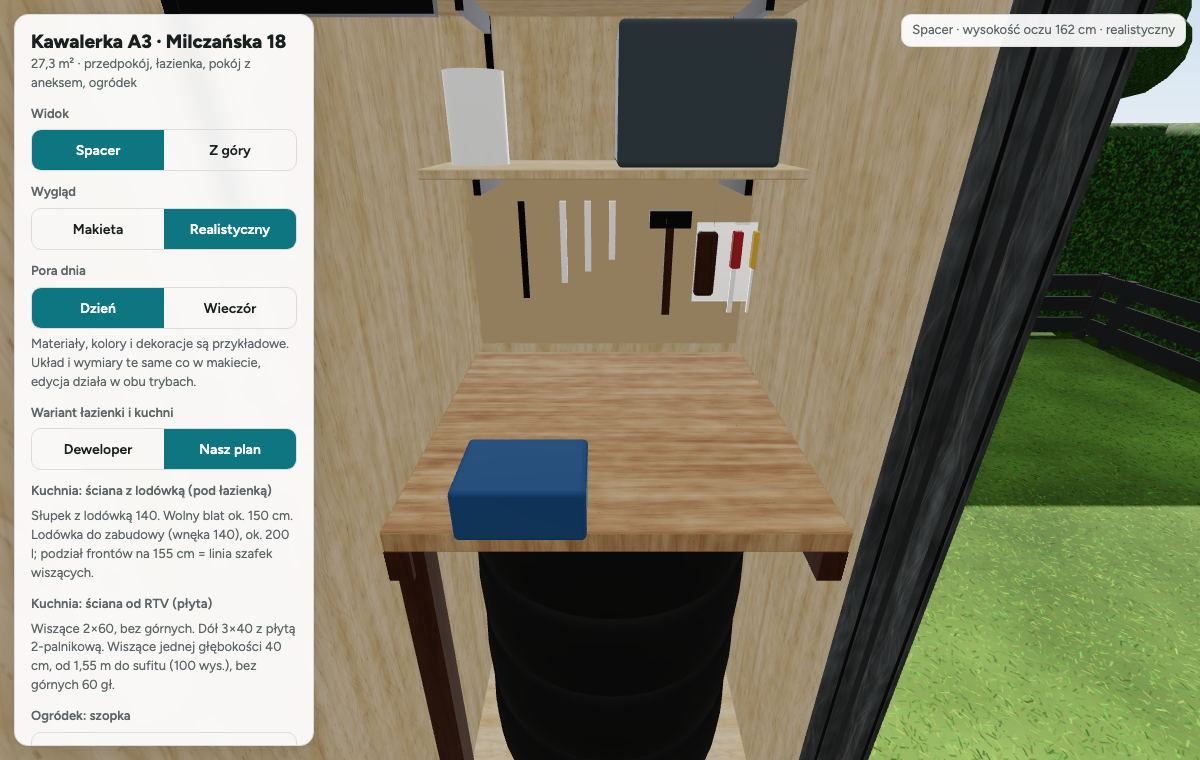 Kawalerka A3 · Milczańska 18
27,3 m² · przedpokój, łazienka, pokój z
aneksem, ogródek
Widok
Spacer
Z góry
Wygląd
Makieta
Realistyczny
Pora dnia
Dzień
Wieczór
Materiały, kolory i dekoracje są przykładowe.
Układ i wymiary te same co w makiecie,
edycja działa w obu trybach.
Wariant łazienki i kuchni
Deweloper
Nasz plan
Kuchnia: ściana z lodówką (pod łazienką)
Słupek z lodówką 140. Wolny blat ok. 150 cm.
Lodówka do zabudowy (wnęka 140), ok. 200
l; podział frontów na 155 cm = linia szafek
wiszących.
Kuchnia: ściana od RTV (płyta)
Wiszące 2×60, bez górnych. Dół 3×40 z płytą
2-palnikową. Wiszące jednej głębokości 40
cm, od 1,55 m do sufitu (100 wys.), bez
górnych 60 gł.
Ogródek: szopka
Spacer · wysokość oczu 162 cm · realistyczny